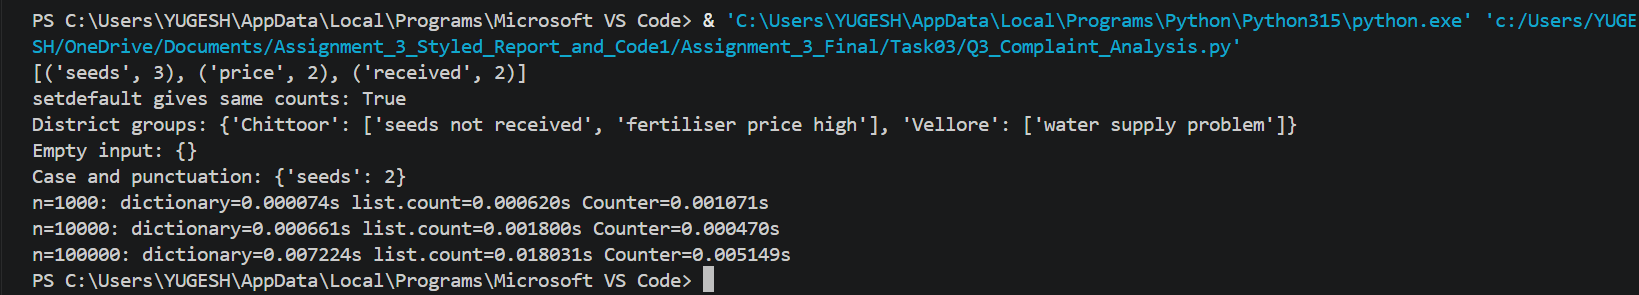 PS C:\Users\YUGESH\AppData\Local\Programs\Microsoft VS Code> & 'C:\Users\YUGESH\AppData\Local\Programs\Python\Python315\python.exe' 'c:/Users/YUGE
SH/OneDrive/Documents/Assignment_3_Styled_Report_and_Code1/Assignment_3_Final/Task03/Q3_Complaint_Analysis.py'
[('seeds', 3), ('price', 2), ('received', 2)]
setdefault gives same counts: True
District groups: {'Chittoor': ['seeds not received', 'fertiliser price high'], 'Vellore': ['water supply problem']}
Empty input: {}
Case and punctuation: {'seeds': 2}
n=1000: dictionary=0.000074s list.count=0.000620s Counter=0.001071s
n=10000: dictionary=0.000661s list.count=0.001800s Counter=0.000470s
n=100000: dictionary=0.007224s list.count=0.018031s Counter=0.005149s
PS C:\Users\YUGESH\AppData\Local\Programs\Microsoft VS Code>